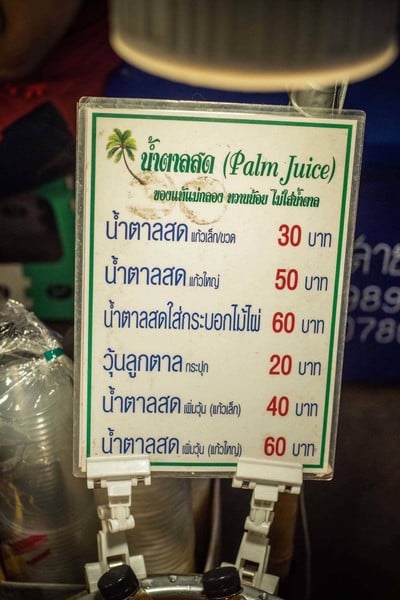 น้ำตาลสด (Palm Juice)
ของแท้แม่กลอง หวานน้อย ไม่ใส่น้ำตาล
น้ำตาลสด แก้วเล็ก/ขวด 30 บาท
น้ำตาลสด แก้วใหญ่ 50 บาท
น้ำตาลสดใส่กระบอกไม้ไผ่ 60 บาท
วุ้นลูกตาล กระปุก 20 บาท
น้ำตาลสด เพิ่มวุ้น (แก้วเล็ก) 40 บาท
น้ำตาลสด เพิ่มวุ้น (แก้วใหญ่) 60 บาท